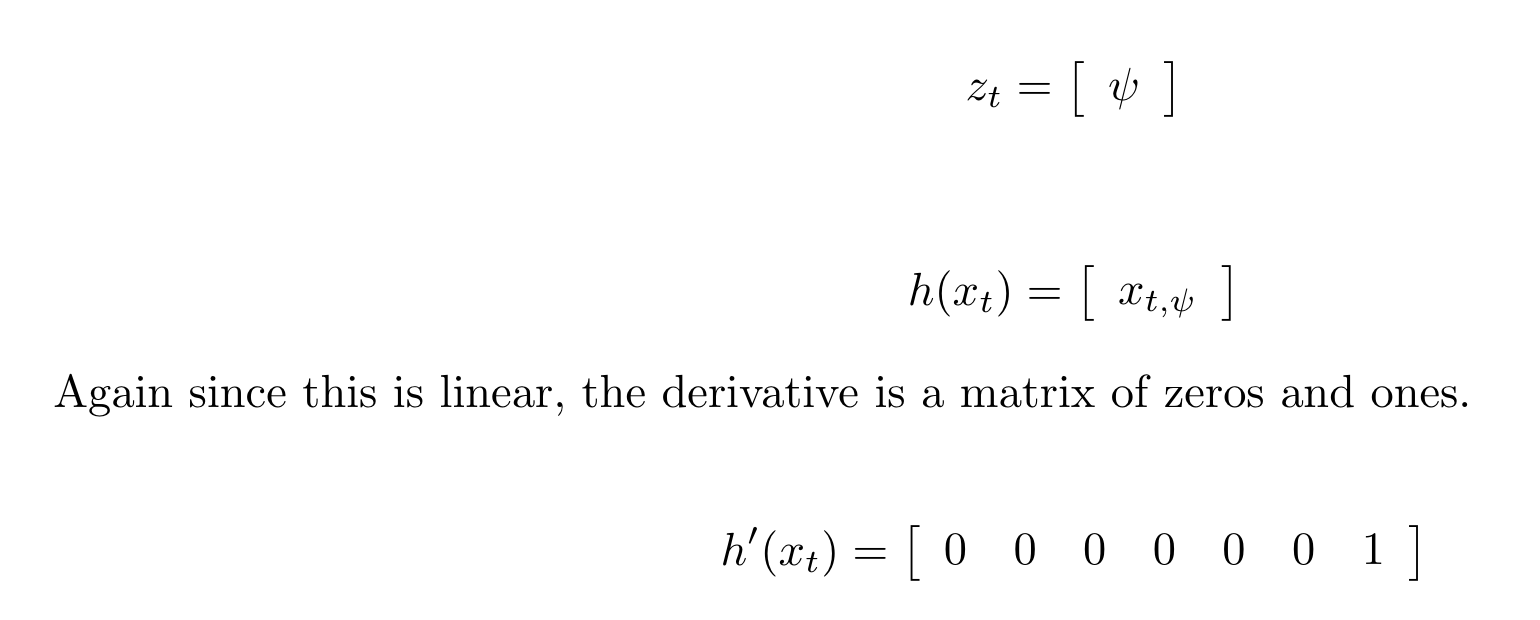 z_t = [ ψ ]
h(x_t) = [ x_{t,ψ} ]
Again since this is linear, the derivative is a matrix of zeros and ones.
h′(x_t) = [ 0 0 0 0 0 0 1 ]